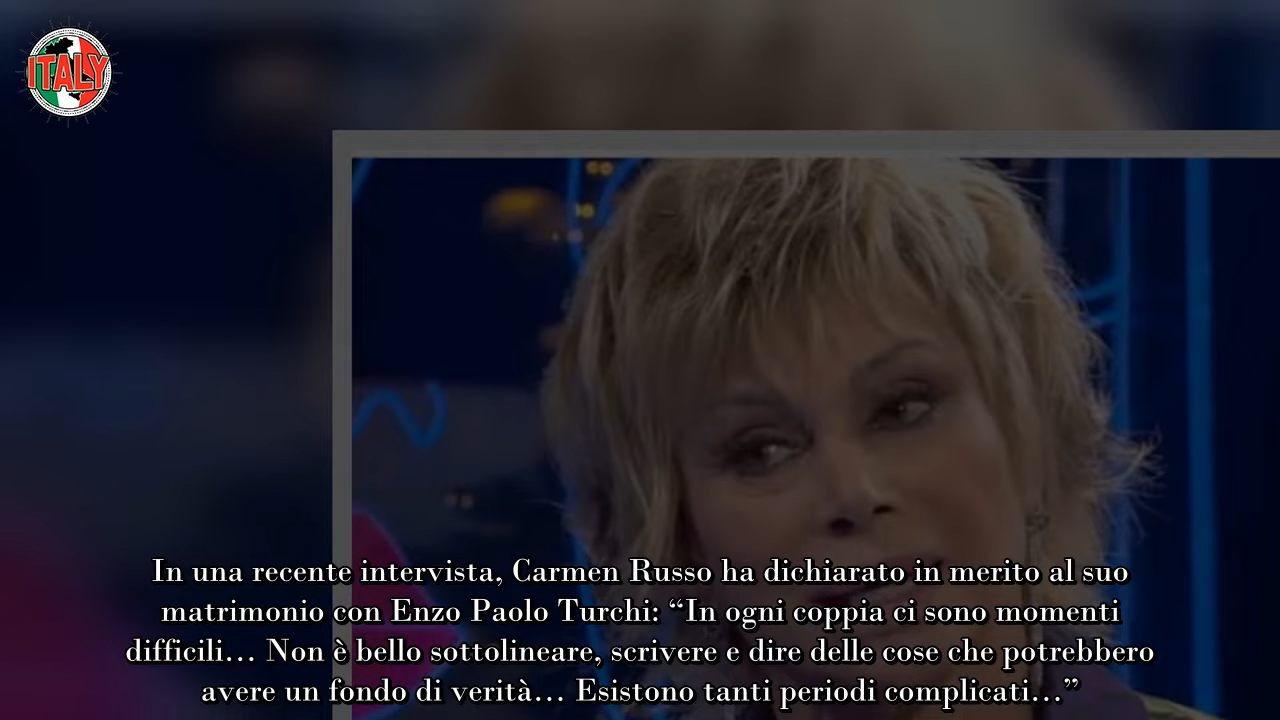 ITALY
In una recente intervista, Carmen Russo ha dichiarato in merito al suo
matrimonio con Enzo Paolo Turchi: “In ogni coppia ci sono momenti
difficili… Non è bello sottolineare, scrivere e dire delle cose che potrebbero
avere un fondo di verità… Esistono tanti periodi complicati…”